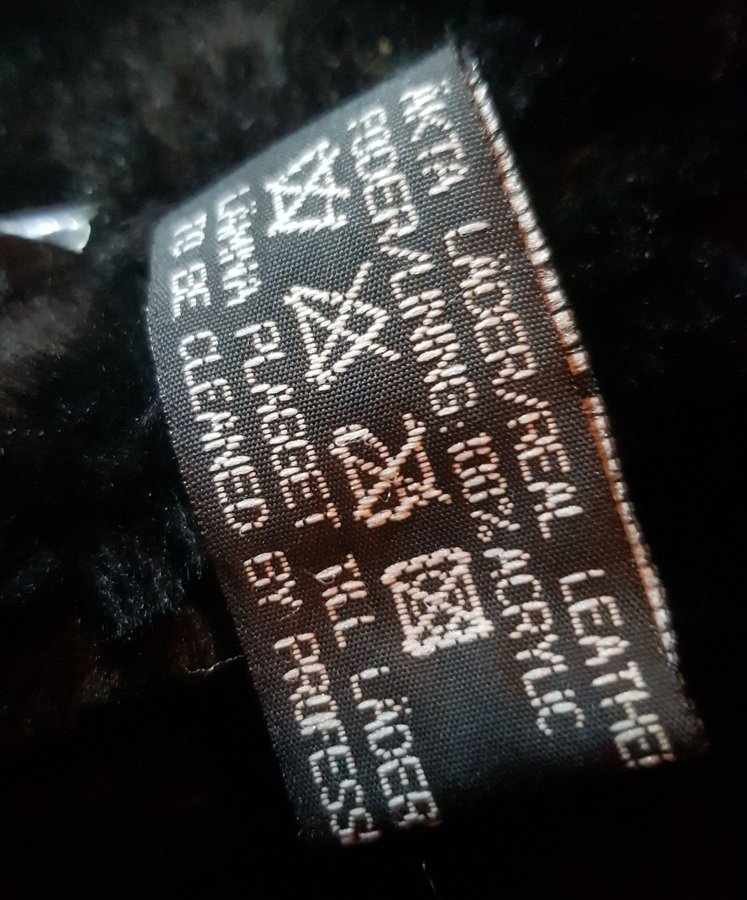 ÄKTA LÄDER/REAL LEATHER
FODER/LINING: 100% ACRYLIC
LÄMNA PLAGGET TILL LÄDER
TO BE CLEANED BY PROFESS